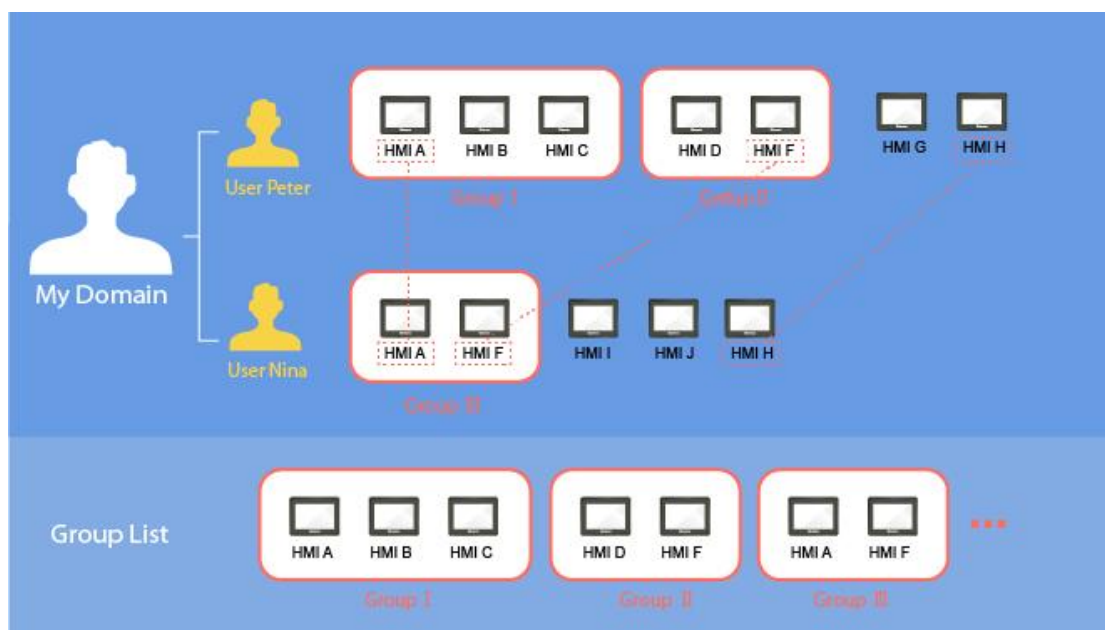 HMI A HMI B HMI C HMI D HMI F HMI G HMI H
User Peter
Group Ⅰ Group Ⅱ
My Domain
HMI A HMI F HMI I HMI J HMI H
User Nina
Group Ⅲ
Group List
HMI A HMI B HMI C HMI D HMI F HMI A HMI F
Group Ⅰ Group Ⅱ Group Ⅲ